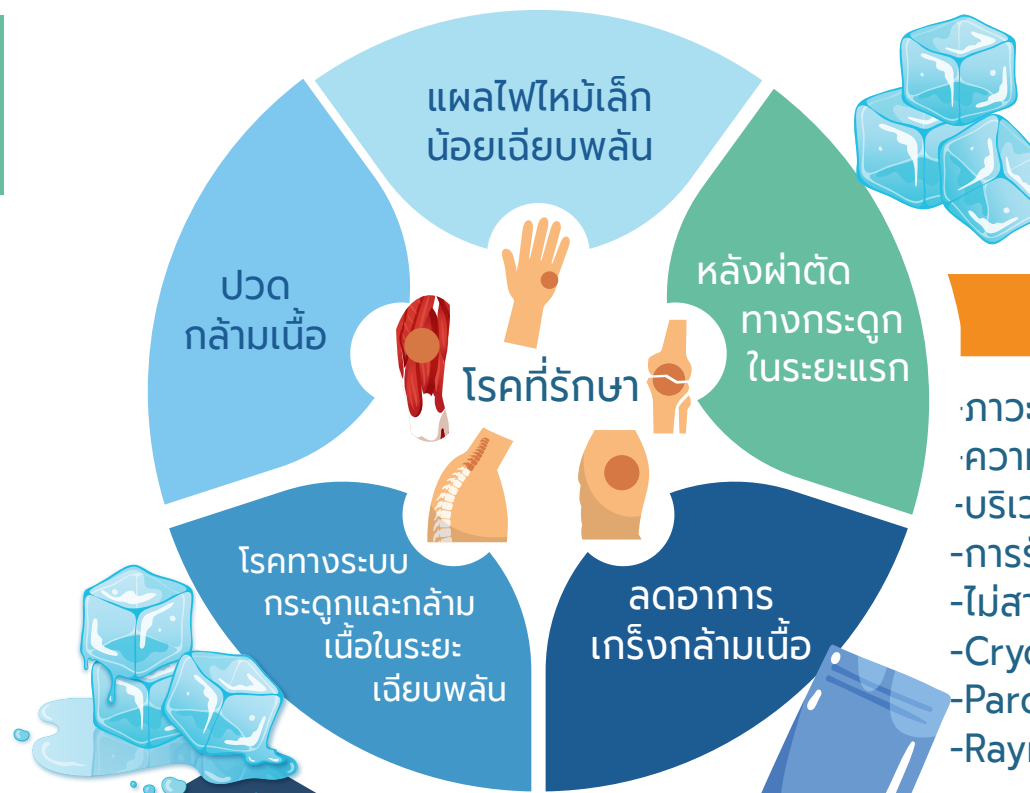 แผลไฟไหม้เล็ก
น้อยเฉียบพลัน
ปวด
กล้ามเนื้อ
หลังผ่าตัด
ทางกระดูก
ในระยะแรก
โรคที่รักษา
โรคทางระบบ
กระดูกและกล้าม
เนื้อในระยะ
เฉียบพลัน
ลดอาการ
เกร็งกล้ามเนื้อ